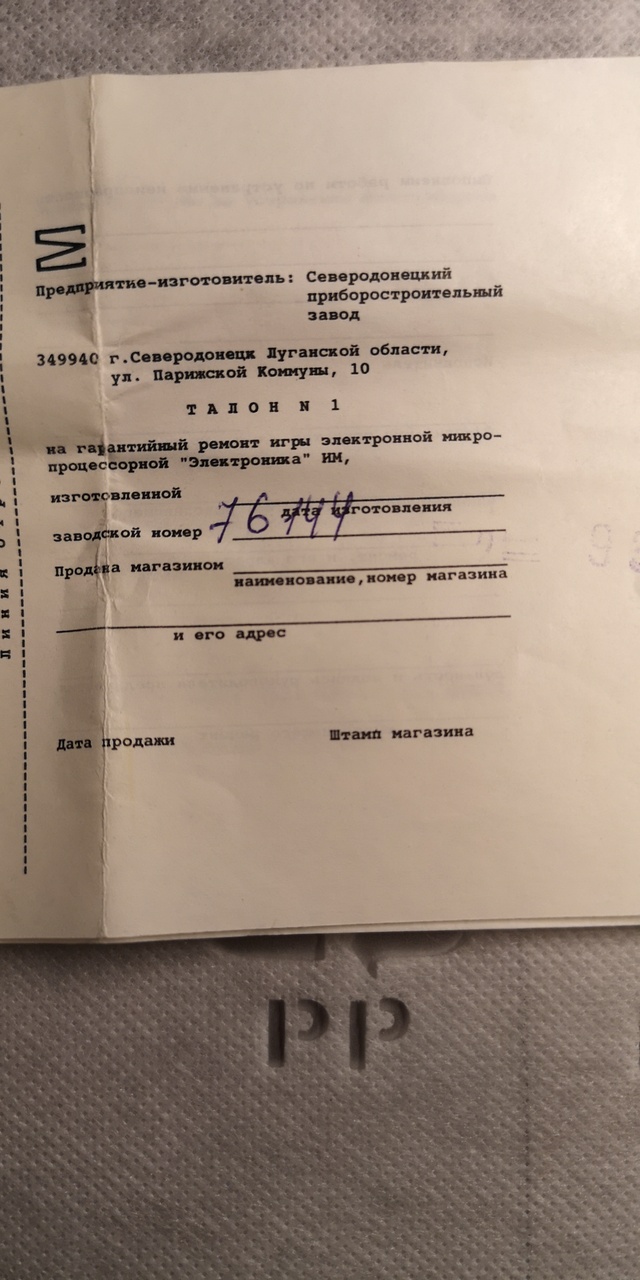 Предприятие-изготовитель: Северодонецкий
приборостроительный
завод
349940 г.Северодонецк Луганской области,
ул. Парижской Коммуны, 10
ТАЛОН N 1
на гарантийный ремонт игры электронной микро-
процессорной "Электроника" ИМ,
изготовленной
дата изготовления
заводской номер
Продана магазином
наименование, номер магазина
и его адрес
Дата продажи Штамп магазина
PP